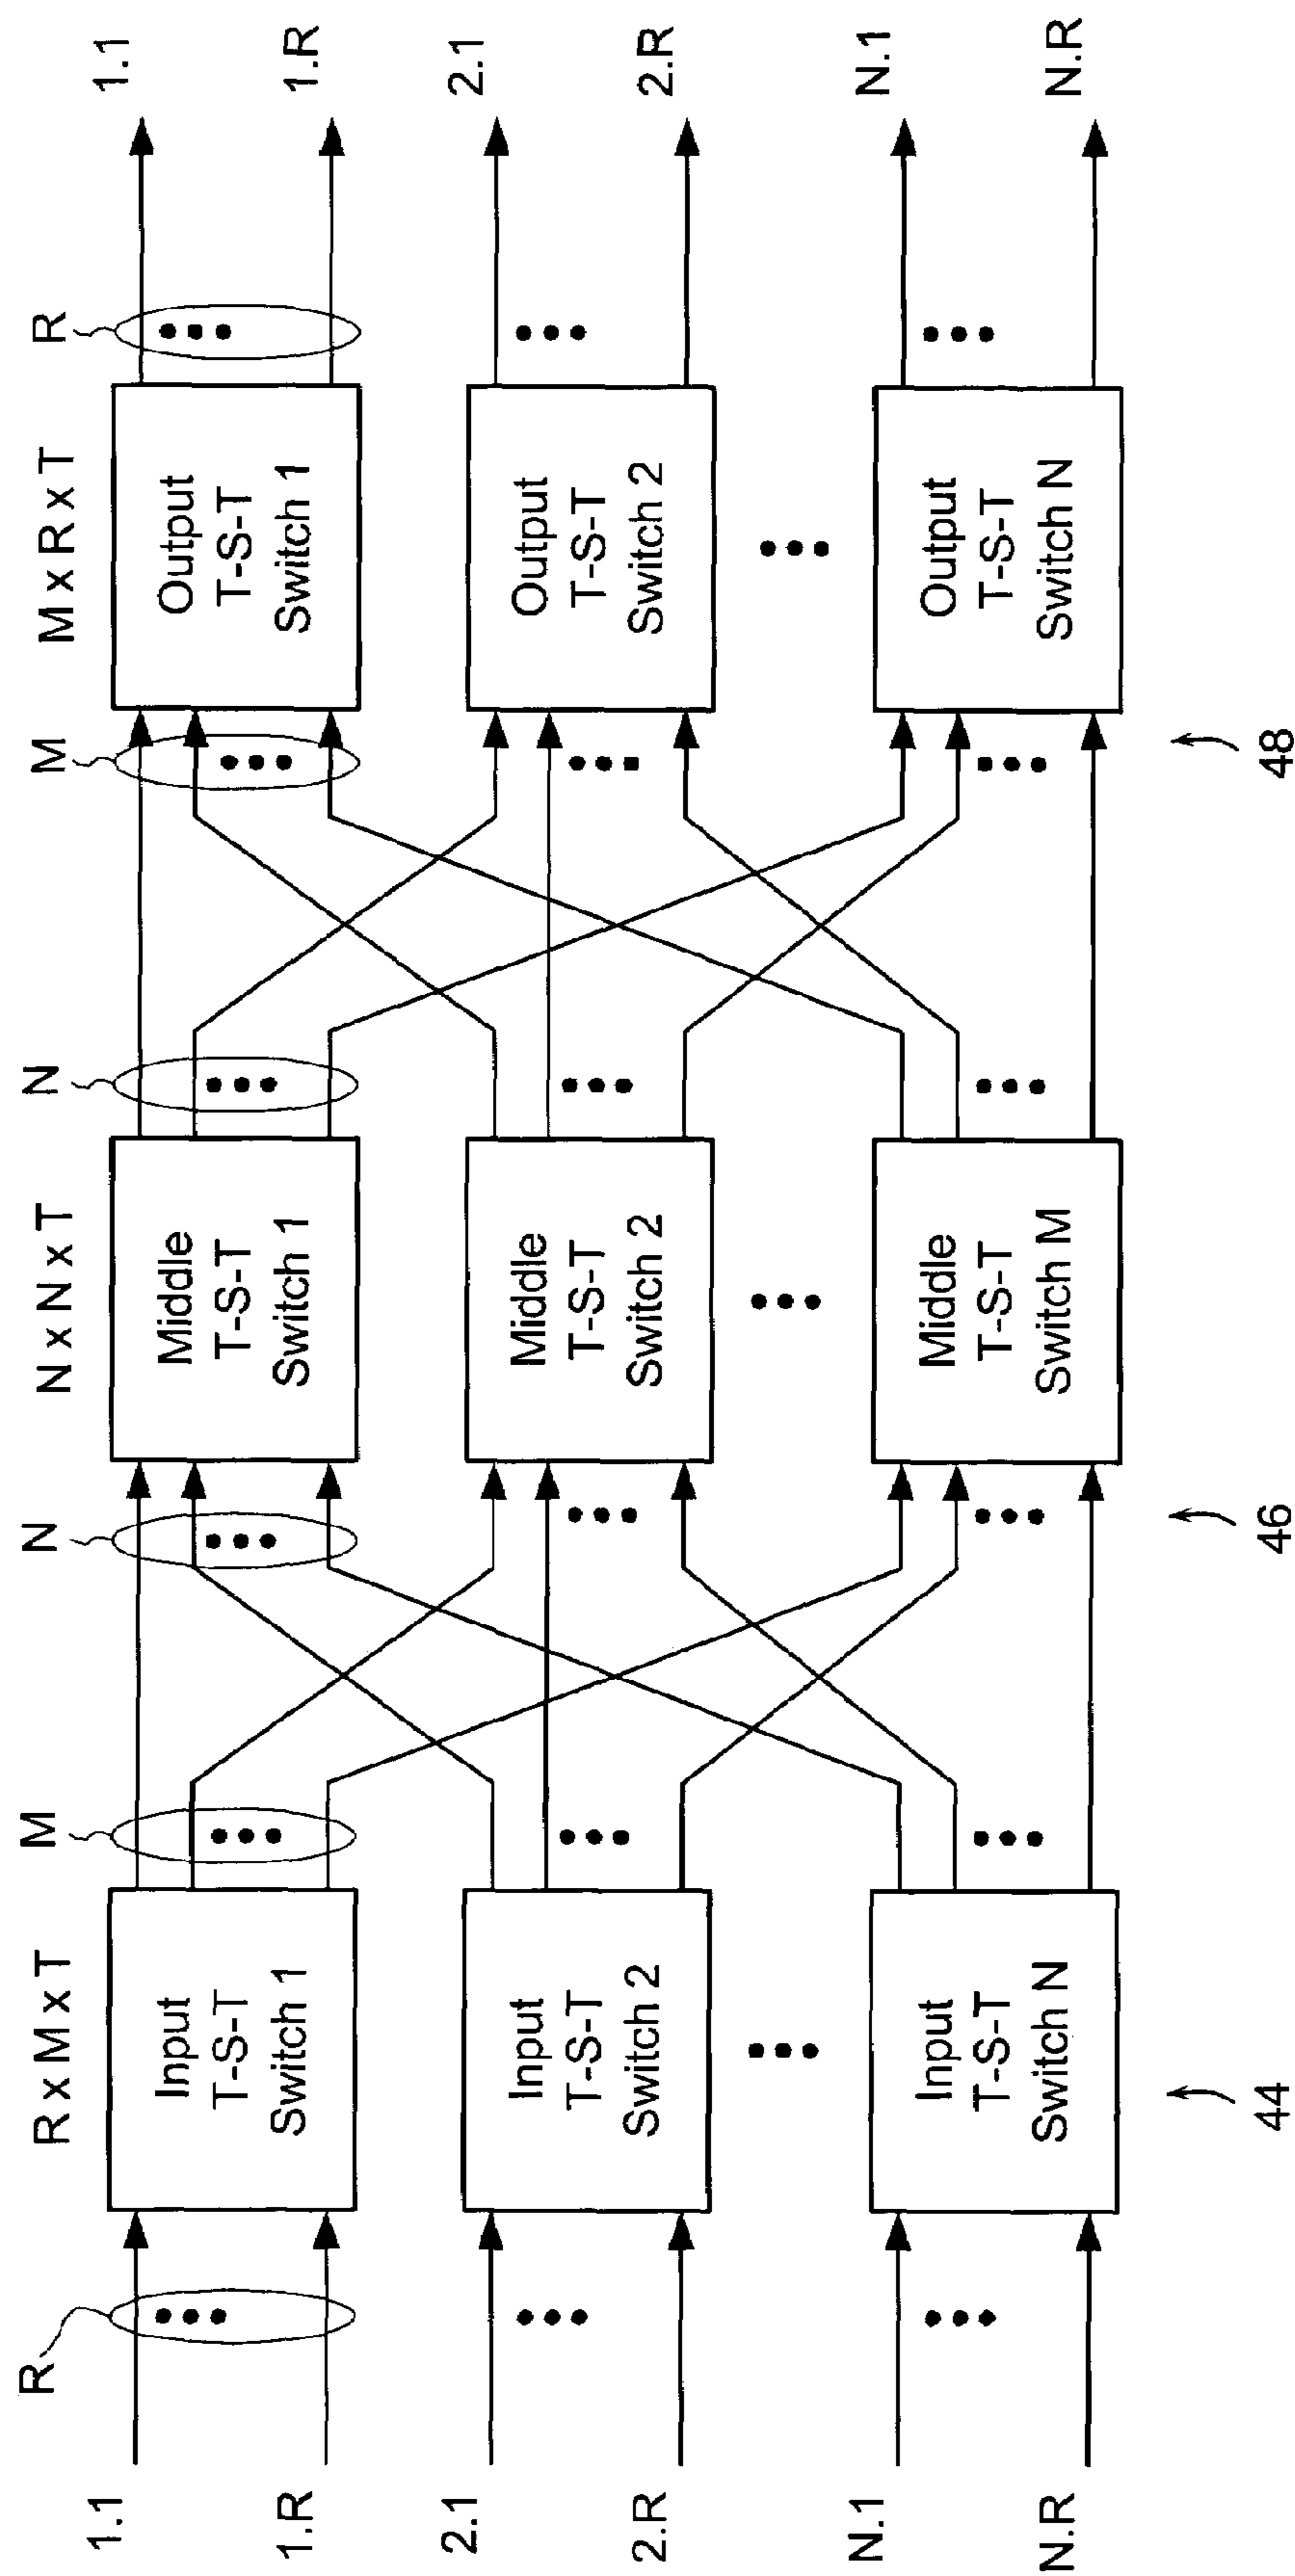 R x M x T
N x N x T
M x R x T
R
M
N
N
M
R
1.1
1.R
Input
T-S-T
Switch 1
Middle
T-S-T
Switch 1
Output
T-S-T
Switch 1
1.1
1.R
2.1
2.R
Input
T-S-T
Switch 2
Middle
T-S-T
Switch 2
Output
T-S-T
Switch 2
2.1
2.R
N.1
N.R
Input
T-S-T
Switch N
Middle
T-S-T
Switch M
Output
T-S-T
Switch N
N.1
N.R
44
46
48